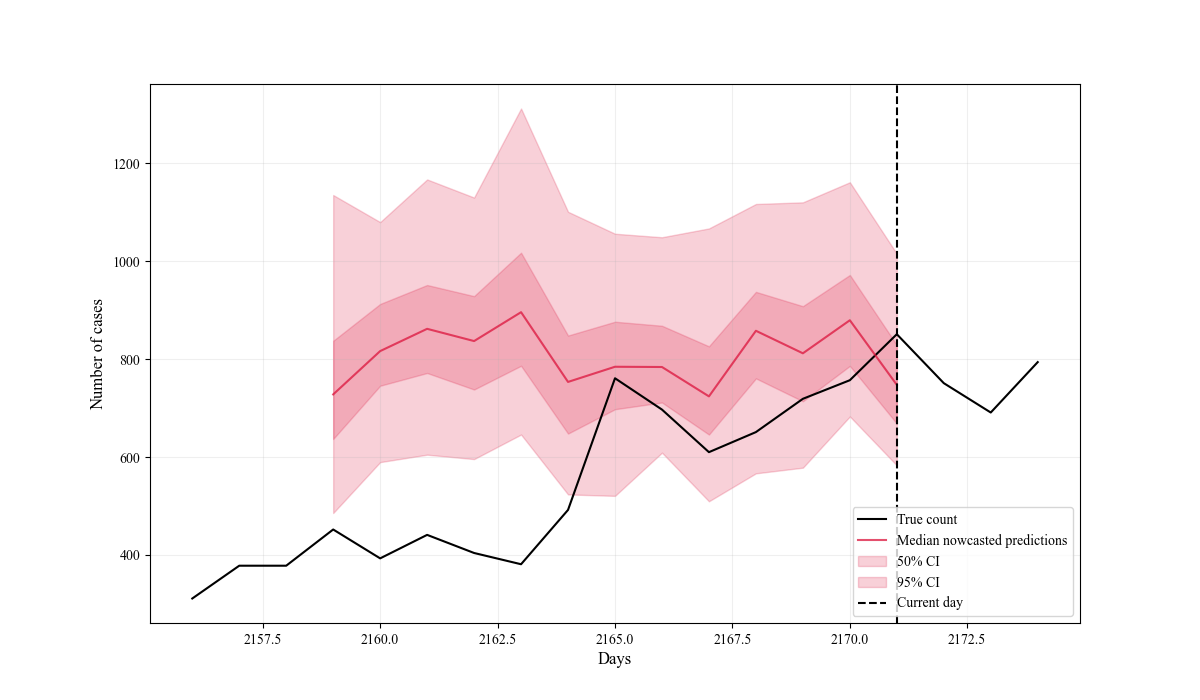 Number of cases
1200
1000
800
600
400
True count
Median nowcasted predictions
50% CI
95% CI
Current day
2157.5 2160.0 2162.5 2165.0 2167.5 2170.0 2172.5
Days